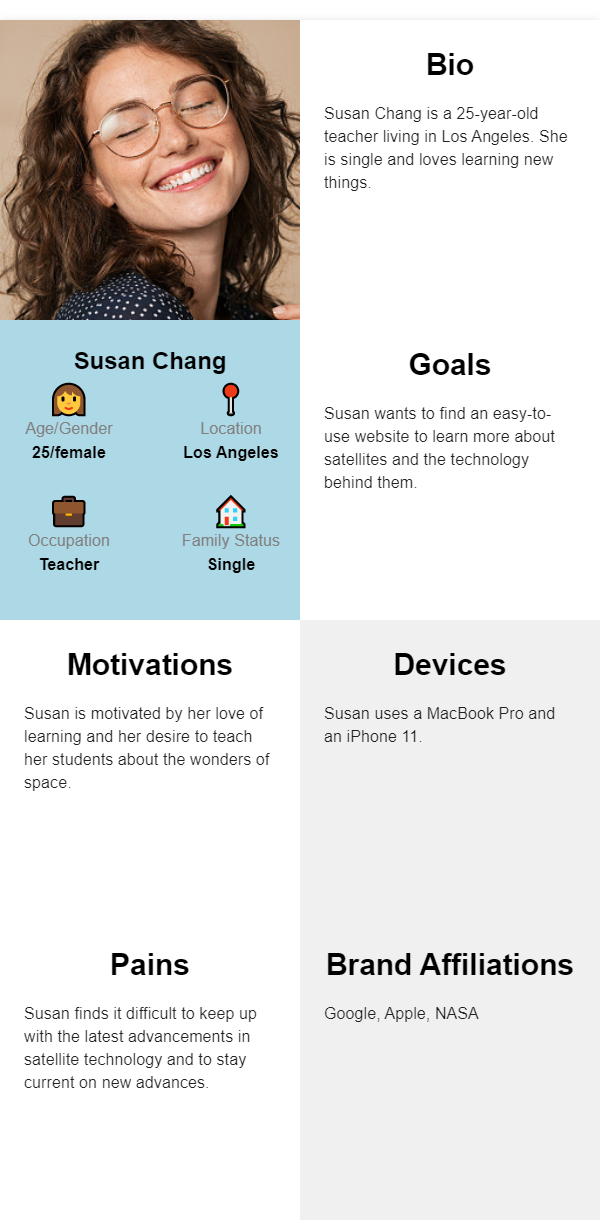 Bio
Susan Chang is a 25-year-old
teacher living in Los Angeles. She
is single and loves learning new
things.
Susan Chang
Age/Gender
25/female
Location
Los Angeles
Occupation
Teacher
Family Status
Single
Goals
Susan wants to find an easy-to-
use website to learn more about
satellites and the technology
behind them.
Motivations
Susan is motivated by her love of
learning and her desire to teach
her students about the wonders of
space.
Devices
Susan uses a MacBook Pro and
an iPhone 11.
Pains
Susan finds it difficult to keep up
with the latest advancements in
satellite technology and to stay
current on new advances.
Brand Affiliations
Google, Apple, NASA